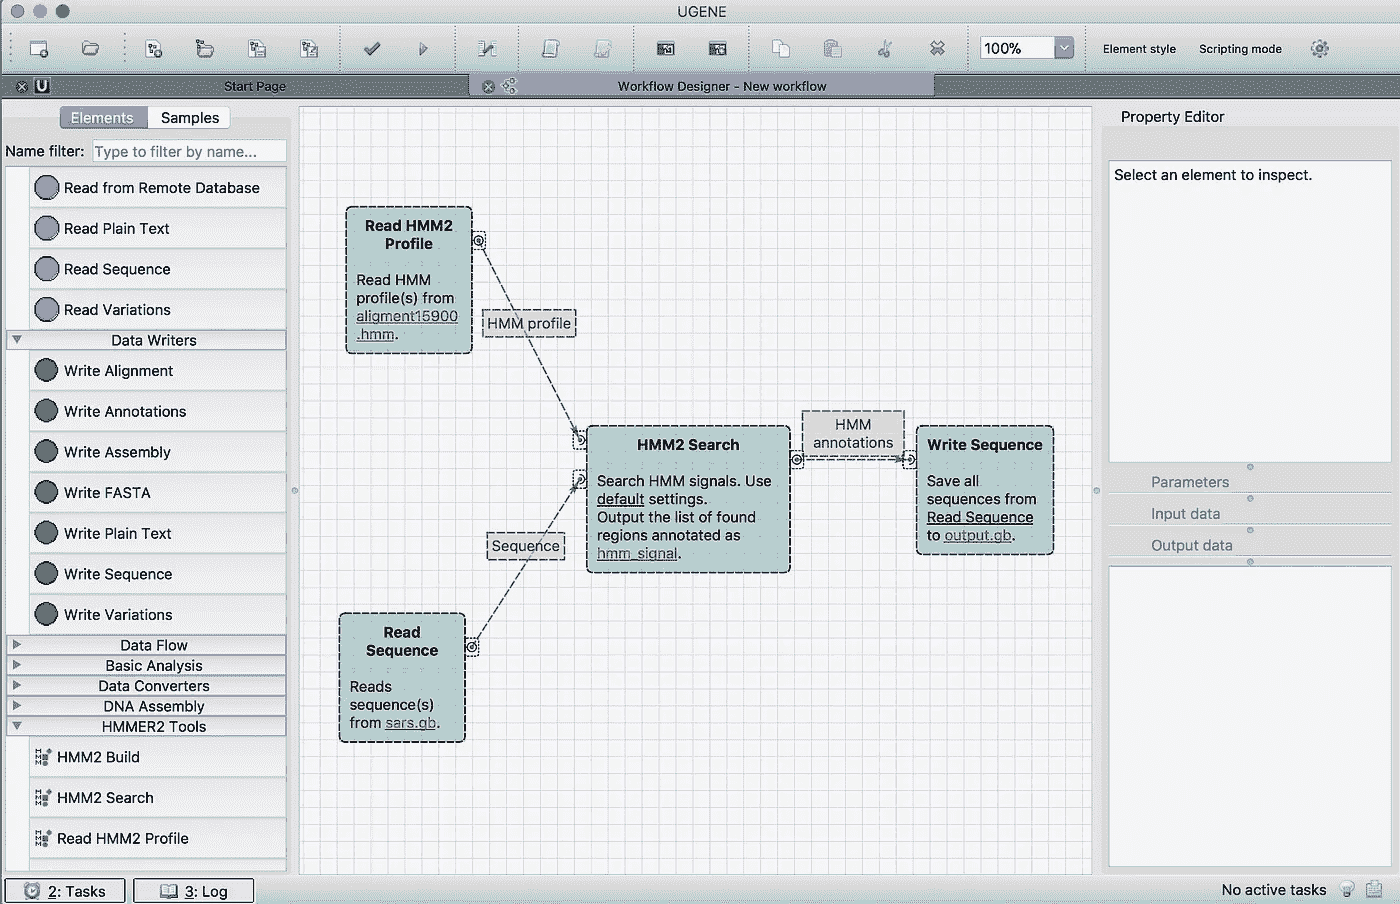 UGENE
100%
Element style
Scripting mode
U
Start Page
Workflow Designer - New workflow
Elements
Samples
Name filter:
Type to filter by name...
Read from Remote Database
Read Plain Text
Read Sequence
Read Variations
Data Writers
Write Alignment
Write Annotations
Write Assembly
Write FASTA
Write Plain Text
Write Sequence
Write Variations
Data Flow
Basic Analysis
Data Converters
DNA Assembly
HMMER2 Tools
HMM2 Build
HMM2 Search
Read HMM2 Profile
Read HMM2
Profile
Read HMM
profile(s) from
aligment15900
.hmm.
HMM profile
HMM2 Search
Search HMM signals. Use
default settings.
Output the list of found
regions annotated as
hmm_signal.
HMM
annotations
Write Sequence
Save all
sequences from
Read Sequence
to output.gb.
Sequence
Read
Sequence
Reads
sequence(s)
from sars.gb.
Property Editor
Select an element to inspect.
Parameters
Input data
Output data
2: Tasks
3: Log
No active tasks